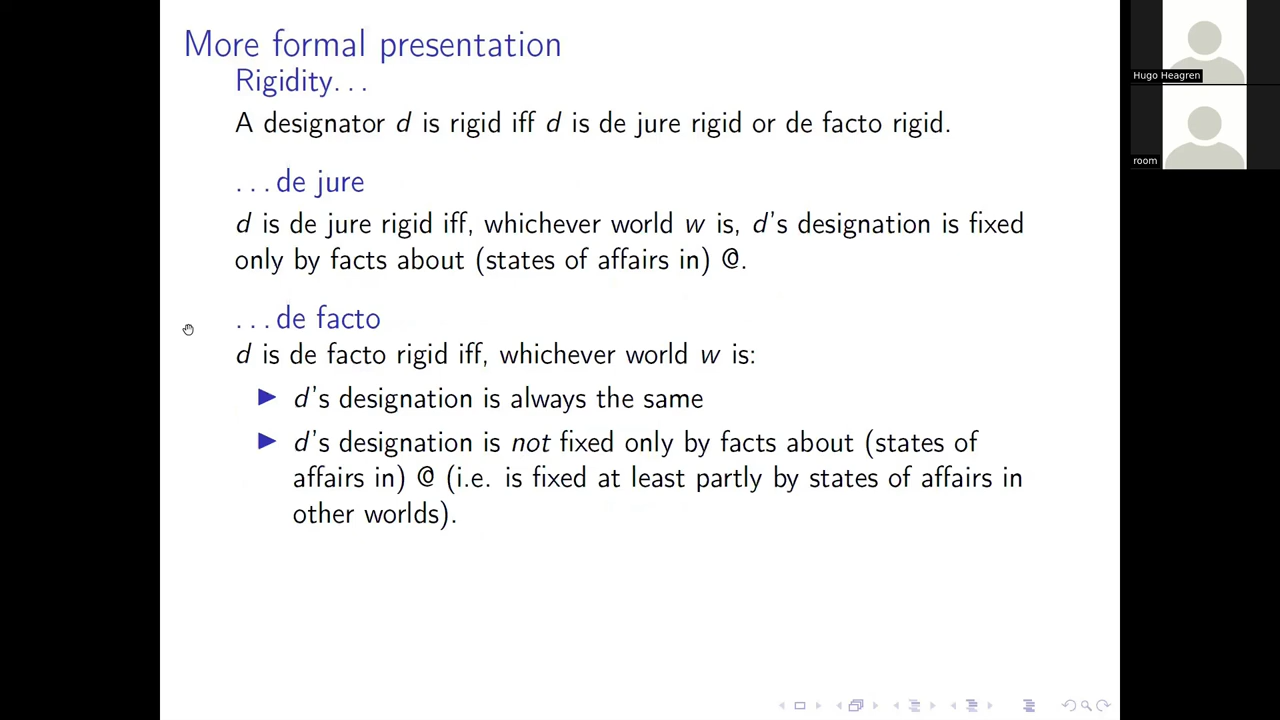 More formal presentation
Rigidity. . .
A designator d is rigid iff d is de jure rigid or de facto rigid.
. . . de jure
d is de jure rigid iff, whichever world w is, d's designation is fixed
only by facts about (states of affairs in) @.
. . . de facto
d is de facto rigid iff, whichever world w is:
▶ d's designation is always the same
▶ d's designation is not fixed only by facts about (states of
affairs in) @ (i.e. is fixed at least partly by states of affairs in
other worlds).
Hugo Heagren
room